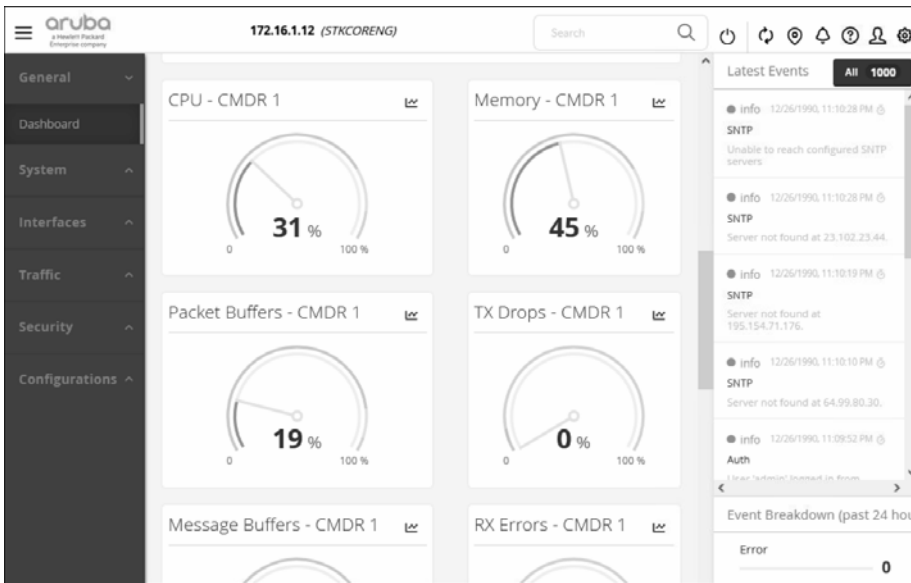 aruba
a Hewlett Packard
Enterprise company
172.16.1.12 (STKCORENG)
Search
General
Dashboard
System
Interfaces
Traffic
Security
Configurations
CPU - CMDR 1
31 %
0
100 %
Memory - CMDR 1
45 %
0
100 %
Packet Buffers - CMDR 1
19 %
0
100 %
TX Drops - CMDR 1
0 %
0
100 %
Message Buffers - CMDR 1
RX Errors - CMDR 1
Latest Events
All 1000
info 12/26/1990, 11:10:28 PM
SNTP
Unable to reach configured SNTP
servers
info 12/26/1990, 11:10:28 PM
SNTP
Server not found at 23.102.23.44.
info 12/26/1990, 11:10:19 PM
SNTP
Server not found at
195.154.71.176.
info 12/26/1990, 11:10:10 PM
SNTP
Server not found at 64.99.80.30.
info 12/26/1990, 11:09:52 PM
Auth
User 'admin' logged in from
Event Breakdown (past 24 hou
Error
0